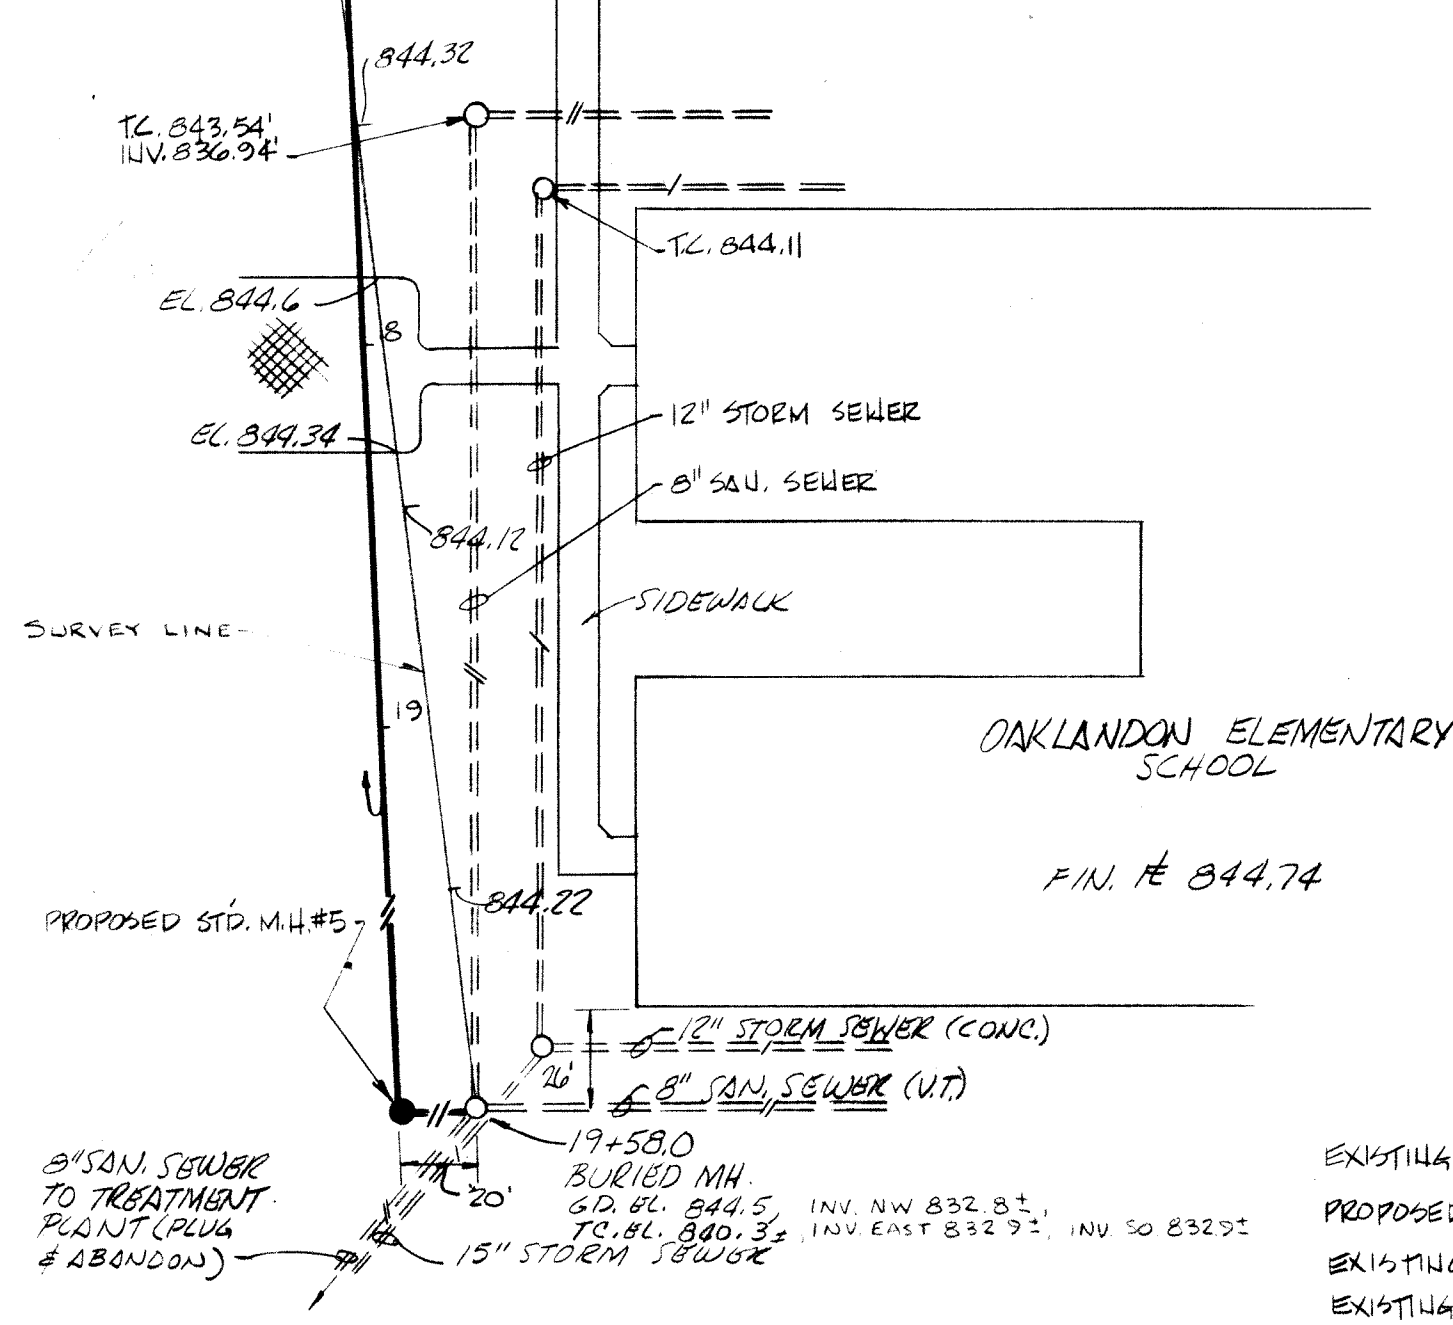 844.32
T.C. 843.54'
INV. 836.94'
T.C. 844.11
EL. 844.6
18
EL. 844.34
12" STORM SEWER
8" SAN. SEWER
844.12
SIDEWALK
SURVEY LINE
19
OAKLANDON ELEMENTARY
SCHOOL
FIN. FL 844.74
844.22
PROPOSED STD. M.H. #5
12" STORM SEWER (CONC.)
26'
8" SAN. SEWER (V.T.)
19+58.0
BURIED MH.
GD. EL. 844.5, INV. NW 832.8±,
TC. EL. 840.3±, INV. EAST 832.9±, INV. SO. 832.9±
20'
15" STORM SEWER
8" SAN. SEWER
TO TREATMENT
PLANT (PLUG
& ABANDON)
EXISTING
PROPOSED
EXISTING
EXISTING